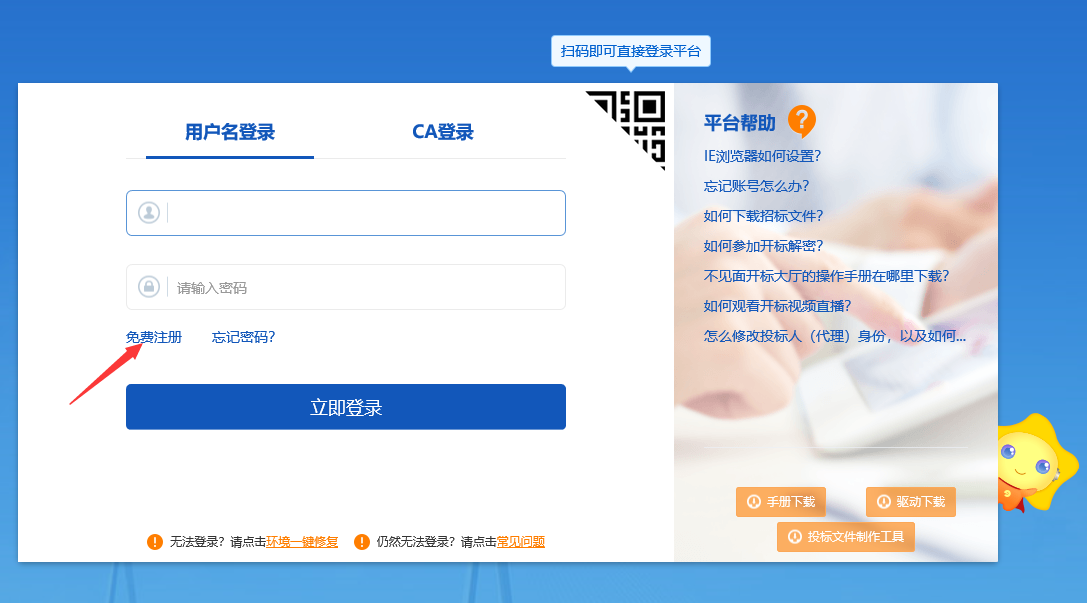 扫码即可直接登录平台
用户名登录
CA登录
请输入密码
免费注册
忘记密码?
立即登录
无法登录? 请点击环境一键修复
仍然无法登录? 请点击常见问题
平台帮助
IE浏览器如何设置?
忘记账号怎么办?
如何下载招标文件?
如何参加开标解密?
不见面开标大厅的操作手册在哪里下载?
如何观看开标视频直播?
怎么修改投标人（代理）身份，以及如何...
手册下载
驱动下载
投标文件制作工具